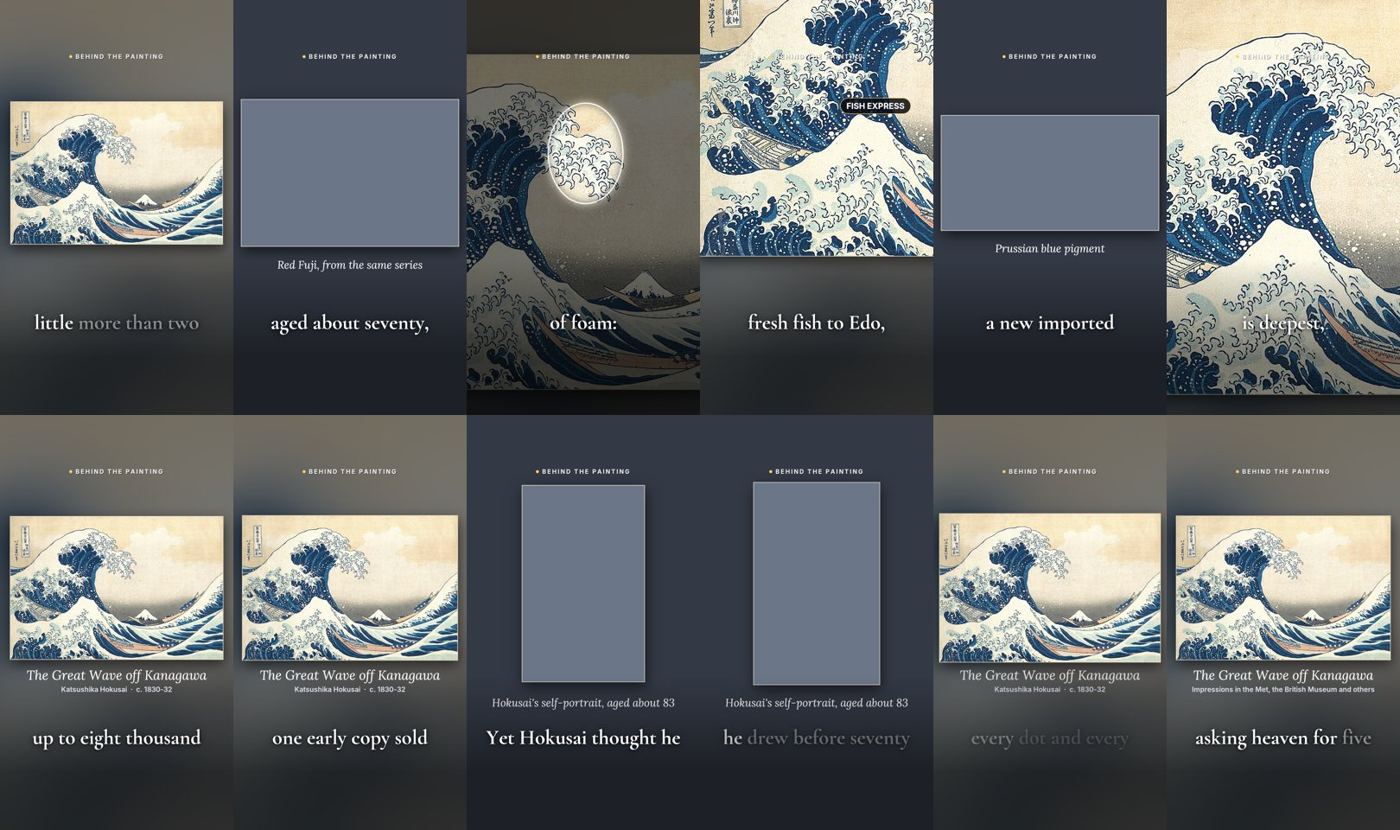 BEHIND THE PAINTING
little more than two
BEHIND THE PAINTING
Red Fuji, from the same series
aged about seventy,
BEHIND THE PAINTING
of foam:
FISH EXPRESS
fresh fish to Edo,
BEHIND THE PAINTING
Prussian blue pigment
a new imported
BEHIND THE
is deepest,
BEHIND THE PAINTING
The Great Wave off Kanagawa
Katsushika Hokusai · c. 1830-32
up to eight thousand
BEHIND THE PAINTING
The Great Wave off Kanagawa
Katsushika Hokusai · c. 1830-32
one early copy sold
BEHIND THE PAINTING
Hokusai's self-portrait, aged about 83
Yet Hokusai thought he
BEHIND THE PAINTING
Hokusai's self-portrait, aged about 83
he drew before seventy
BEHIND THE PAINTING
The Great Wave off Kanagawa
Katsushika Hokusai · c. 1830-32
every dot and every
BEHIND THE PAINTING
The Great Wave off Kanagawa
Impressions in the Met, the British Museum and others
asking heaven for five